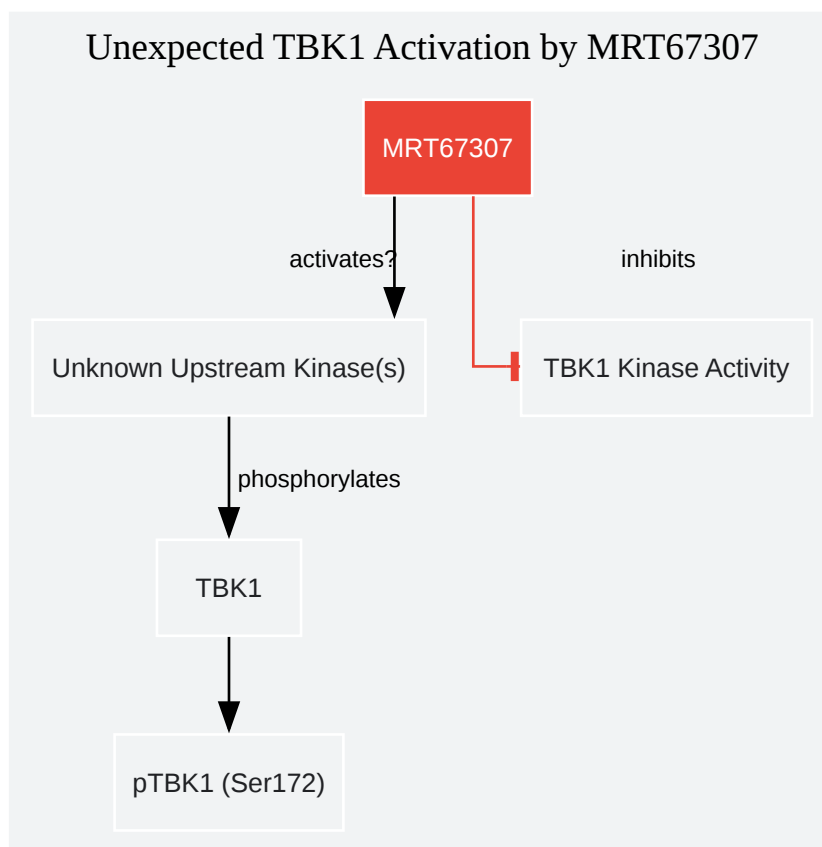 Unexpected TBK1 Activation by MRT67307
MRT67307
activates?
inhibits
Unknown Upstream Kinase(s)
TBK1 Kinase Activity
phosphorylates
TBK1
pTBK1 (Ser172)